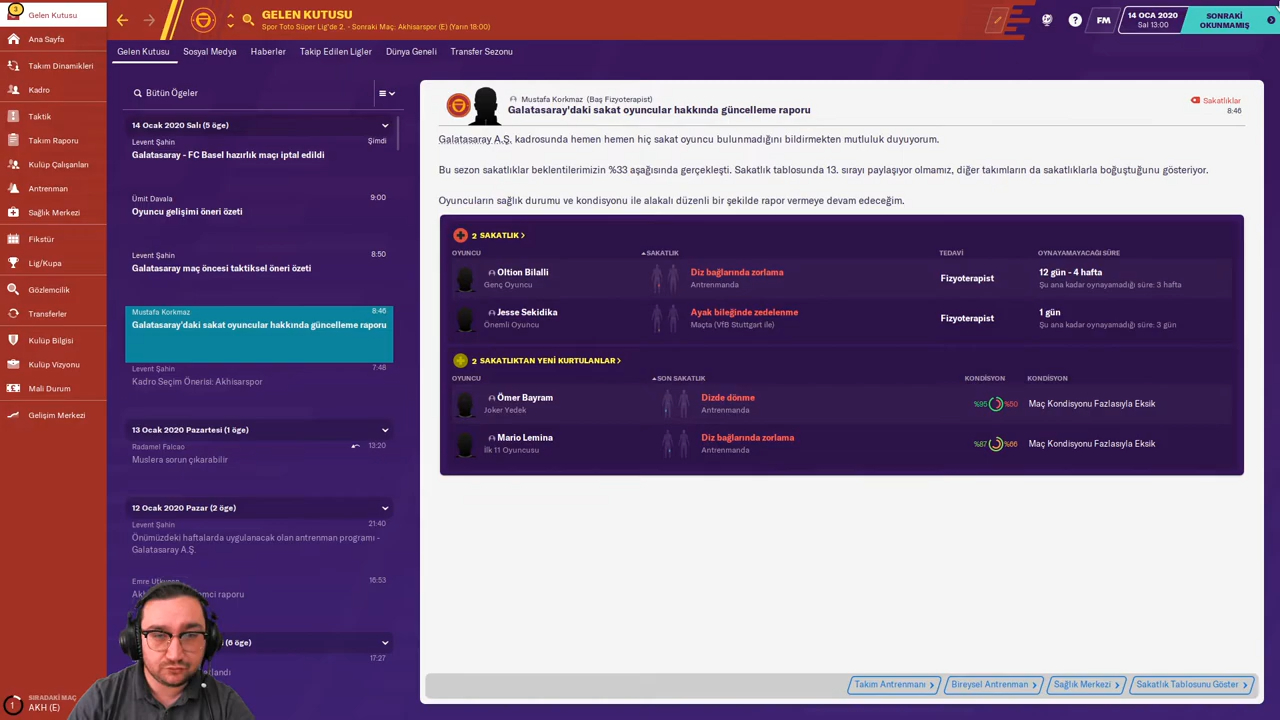 3
Gelen Kutusu
Ana Sayfa
Takım Dinamikleri
Kadro
Taktik
Takım Raporu
Kulüp Çalışanları
Antrenman
Sağlık Merkezi
Fikstür
Lig/Kupa
Gözlemcilik
Transferler
Kulüp Bilgisi
Kulüp Vizyonu
Mali Durum
Gelişim Merkezi
1
SIRADAKİ MAÇ
AKH (E)
GELEN KUTUSU
Spor Toto Süper Lig'de 2. - Sonraki Maç: Akhisarspor (E) (Yarın 18:00)
?
FM
14 OCA 2020
Sal 13:00
SONRAKİ
OKUNMAMIŞ
Gelen Kutusu Sosyal Medya Haberler Takip Edilen Ligler Dünya Geneli Transfer Sezonu
Bütün Ögeler
14 Ocak 2020 Salı (5 öge)
Levent Şahin Şimdi
Galatasaray - FC Basel hazırlık maçı iptal edildi
Ümit Davala 9:00
Oyuncu gelişimi öneri özeti
Levent Şahin 8:50
Galatasaray maç öncesi taktiksel öneri özeti
Mustafa Korkmaz 8:46
Galatasaray'daki sakat oyuncular hakkında güncelleme raporu
Levent Şahin 7:48
Kadro Seçim Önerisi: Akhisarspor
13 Ocak 2020 Pazartesi (1 öge)
Radamel Falcao 13:20
Muslera sorun çıkarabilir
12 Ocak 2020 Pazar (2 öge)
Levent Şahin 21:40
Önümüzdeki haftalarda uygulanacak olan antrenman programı -
Galatasaray A.Ş.
Emre 16:53
raporu
(6 öge)
17:27
Mustafa Korkmaz (Baş Fizyoterapist)
Galatasaray'daki sakat oyuncular hakkında güncelleme raporu
Sakatlıklar
8:46
Galatasaray A.Ş. kadrosunda hemen hemen hiç sakat oyuncu bulunmadığını bildirmekten mutluluk duyuyorum.
Bu sezon sakatlıklar beklentilerimizin %33 aşağısında gerçekleşti. Sakatlık tablosunda 13. sırayı paylaşıyor olmamız, diğer takımların da sakatlıklarla boğuştuğunu gösteriyor.
Oyuncuların sağlık durumu ve kondisyonu ile alakalı düzenli bir şekilde rapor vermeye devam edeceğim.
2 SAKATLIK
OYUNCU SAKATLIK TEDAVİ OYNAYAMAYACAĞI SÜRE
Oltion Bilalli Diz bağlarında zorlama Fizyoterapist 12 gün - 4 hafta
Genç Oyuncu Antrenmanda Şu ana kadar oynayamadığı süre: 3 hafta
Jesse Sekidika Ayak bileğinde zedelenme Fizyoterapist 1 gün
Önemli Oyuncu Maçta (VfB Stuttgart ile) Şu ana kadar oynayamadığı süre: 3 gün
2 SAKATLIKTAN YENİ KURTULANLAR
OYUNCU SON SAKATLIK KONDİSYON KONDİSYON
Ömer Bayram Dizde dönme %95 %50 Maç Kondisyonu Fazlasıyla Eksik
Joker Yedek Antrenmanda
Mario Lemina Diz bağlarında zorlama %87 %66 Maç Kondisyonu Fazlasıyla Eksik
İlk 11 Oyuncusu Antrenmanda
Takım Antrenmanı Bireysel Antrenman Sağlık Merkezi Sakatlık Tablosunu Göster